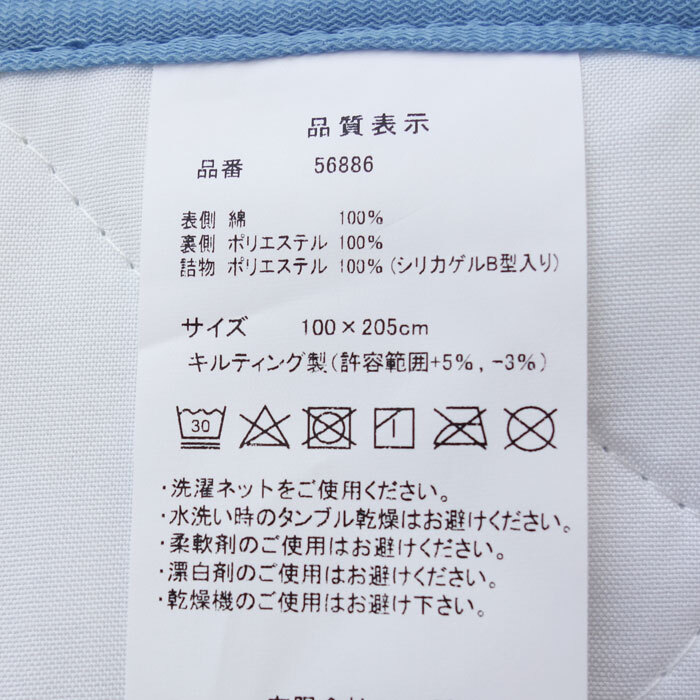 品質表示
品番 56886
表側 綿 100%
裏側 ポリエステル 100%
詰物 ポリエステル 100%(シリカゲルB型入り)
サイズ 100×205cm
キルティング製(許容範囲+5%, -3%)
30
・洗濯ネットをご使用ください。
・水洗い時のタンブル乾燥はお避けください。
・柔軟剤のご使用はお避けください。
・漂白剤のご使用はお避けください。
・乾燥機のご使用はお避け下さい。